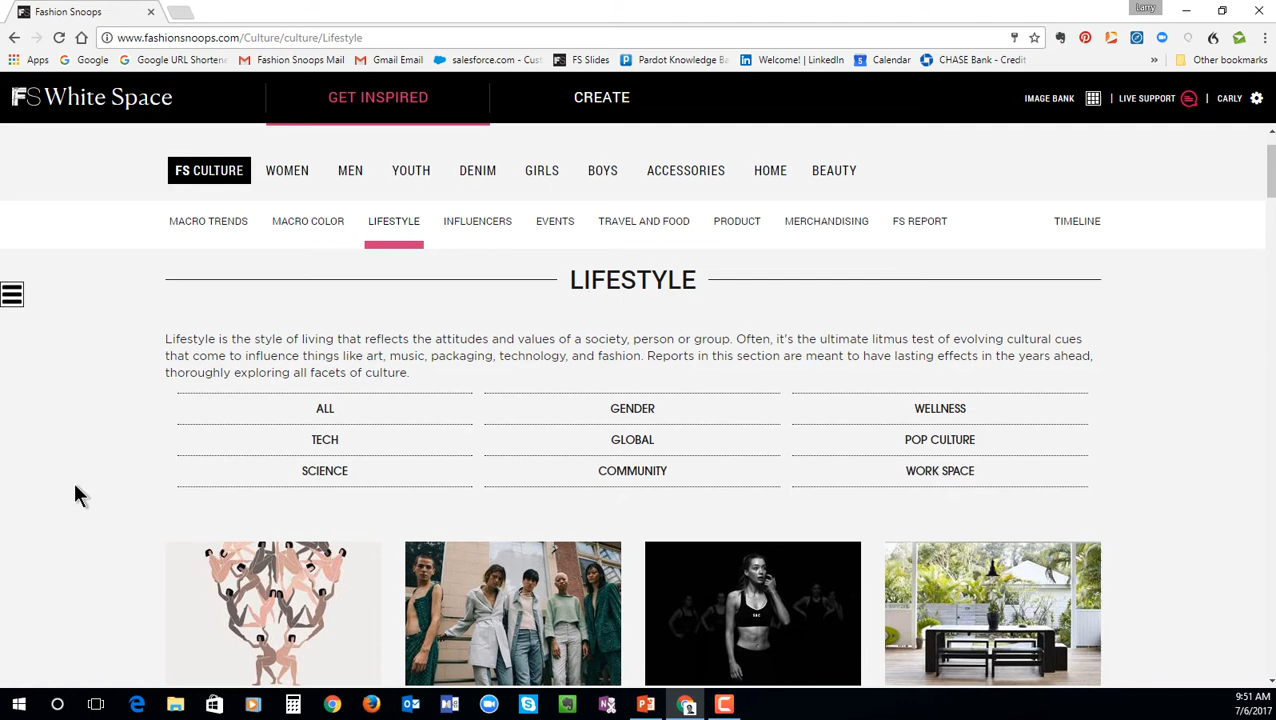 Fashion Snoops
Larry
www.fashionsnoops.com/Culture/culture/Lifestyle
Apps Google Google URL Shortene Fashion Snoops Mail Gmail Email salesfoce.com - Cus FS Slides Pardot Knowledge B Welcome! | LinkedIn Calendar CHASE Bank - Credit » Other bookmarks
FS White Space GET INSPIRED CREATE IMAGE BANK | LIVE SUPPORT | CARLY
FS CULTURE WOMEN MEN YOUTH DENIM GIRLS BOYS ACCESSORIES HOME BEAUTY
MACRO TRENDS MACRO COLOR LIFESTYLE INFLUENCERS EVENTS TRAVEL AND FOOD PRODUCT MERCHANDISING FS REPORT TIMELINE
LIFESTYLE
Lifestyle is the style of living that reflects the attitudes and values of a society, person or group. Often, it's the ultimate litmus test of evolving cultural cues
that come to influence things like art, music, packaging, technology, and fashion. Reports in this section are meant to have lasting effects in the years ahead,
thoroughly exploring all facets of culture.
ALL GENDER WELLNESS
TECH GLOBAL POP CULTURE
SCIENCE COMMUNITY WORK SPACE
9:51 AM
7/6/2017